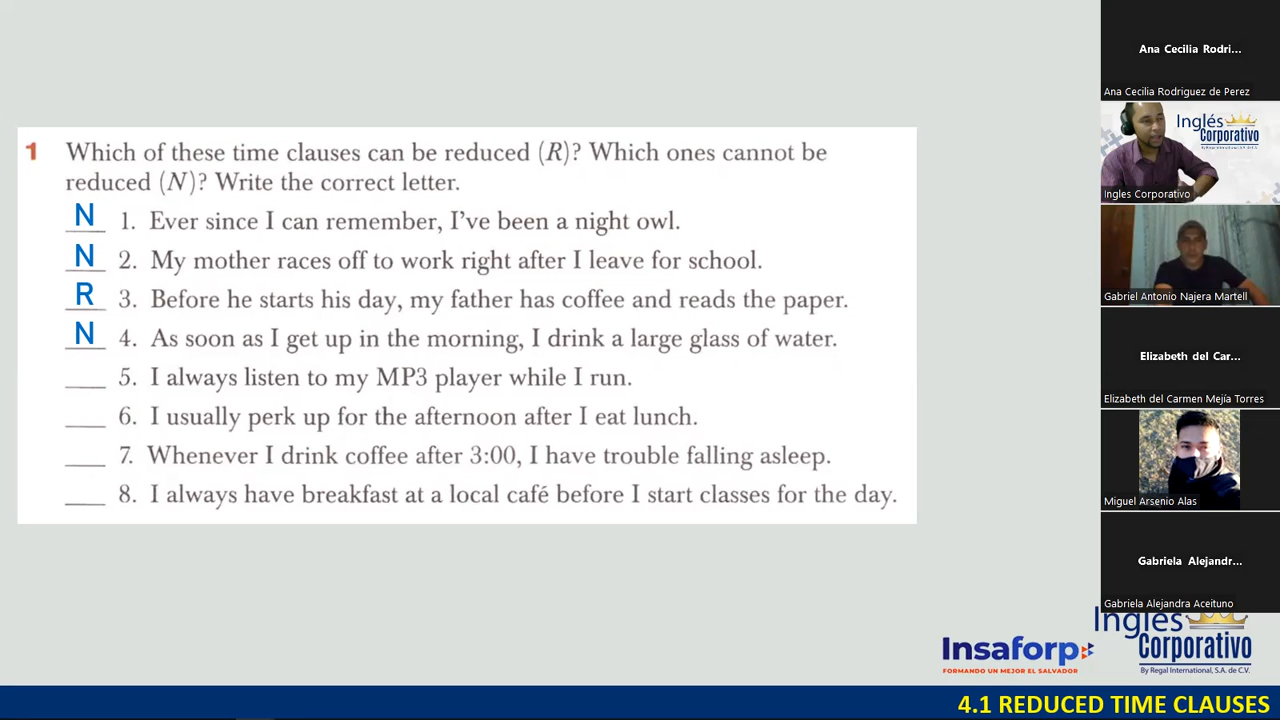 1 Which of these time clauses can be reduced (R)? Which ones cannot be
reduced (N)? Write the correct letter.
N 1. Ever since I can remember, I've been a night owl.
N 2. My mother races off to work right after I leave for school.
R 3. Before he starts his day, my father has coffee and reads the paper.
N 4. As soon as I get up in the morning, I drink a large glass of water.
___ 5. I always listen to my MP3 player while I run.
___ 6. I usually perk up for the afternoon after I eat lunch.
___ 7. Whenever I drink coffee after 3:00, I have trouble falling asleep.
___ 8. I always have breakfast at a local café before I start classes for the day.
Ana Cecilia Rodri...
Ana Cecilia Rodriguez de Perez
Inglés
Corporativo
By Regal International, S.A. de C.V.
Ingles Corporativo
Gabriel Antonio Najera Martell
Elizabeth del Car...
Elizabeth del Carmen Mejía Torres
Miguel Arsenio Alas
Gabriela Alejandr...
Gabriela Alejandra Aceituno
Insaforp
FORMANDO UN MEJOR EL SALVADOR
Inglés
Corporativo
By Regal International, S.A. de C.V.
4.1 REDUCED TIME CLAUSES